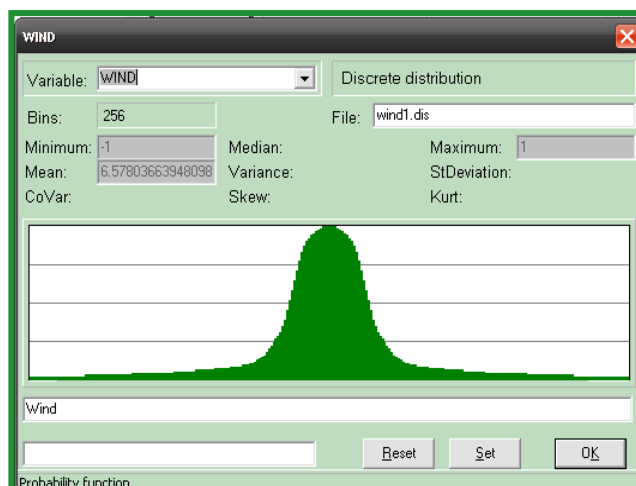 WIND
Variable: WIND Discrete distribution
Bins: 256 File: wind1.dis
Minimum: -1 Median: Maximum: 1
Mean: 6.57803663948098 Variance: StDeviation:
CoVar: Skew: Kurt:
Wind
Reset Set OK
Probability function